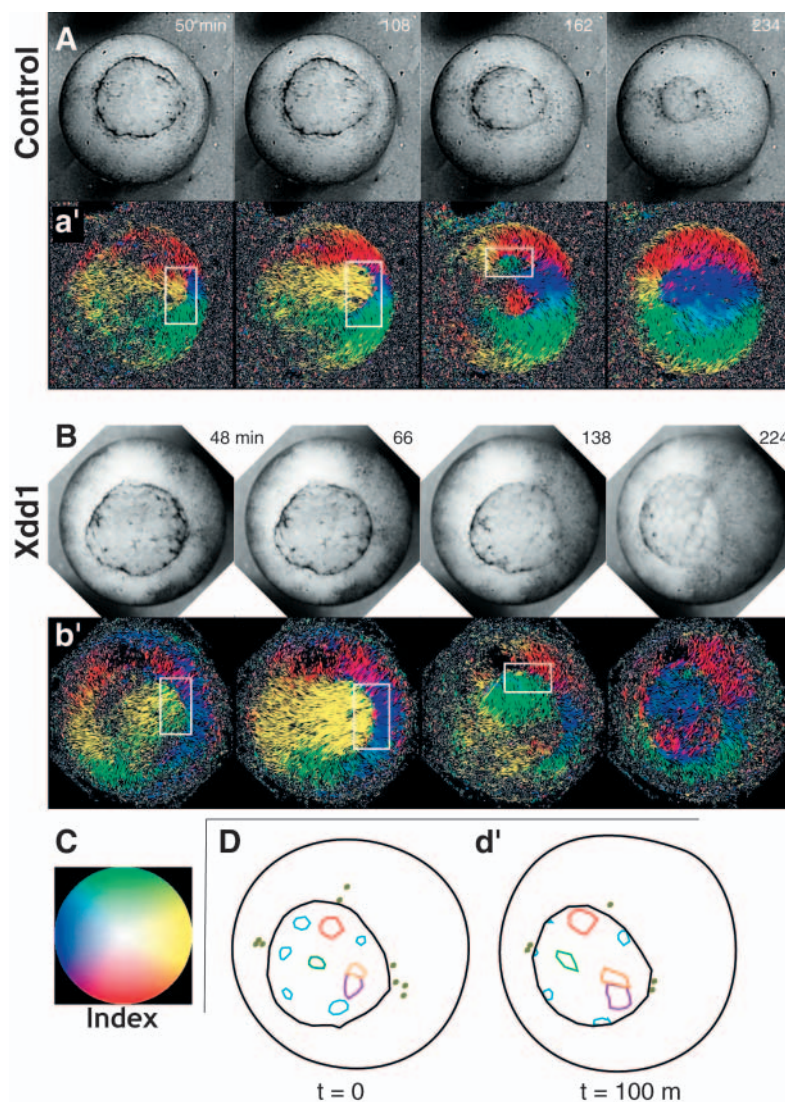 Control
A
50 min
108
162
234
a'
Xdd1
B
48 min
66
138
224
b'
C
Index
D
d'
t = 0
t = 100 m